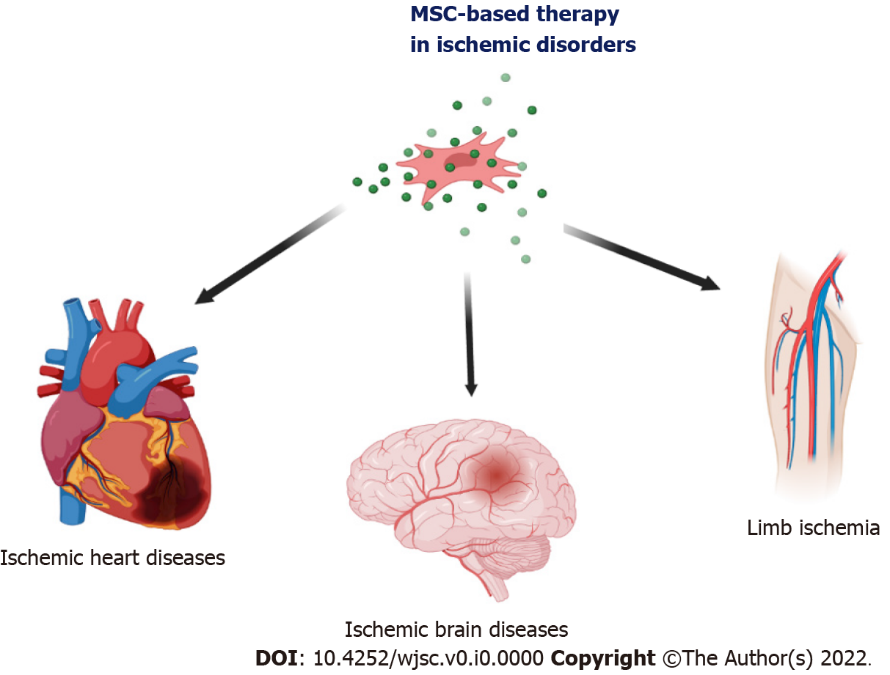 MSC-based therapy
in ischemic disorders
Limb ischemia
Ischemic heart diseases
Ischemic brain diseases
DOI: 10.4252/wjsc.v0.i0.0000 Copyright ©The Author(s) 2022.